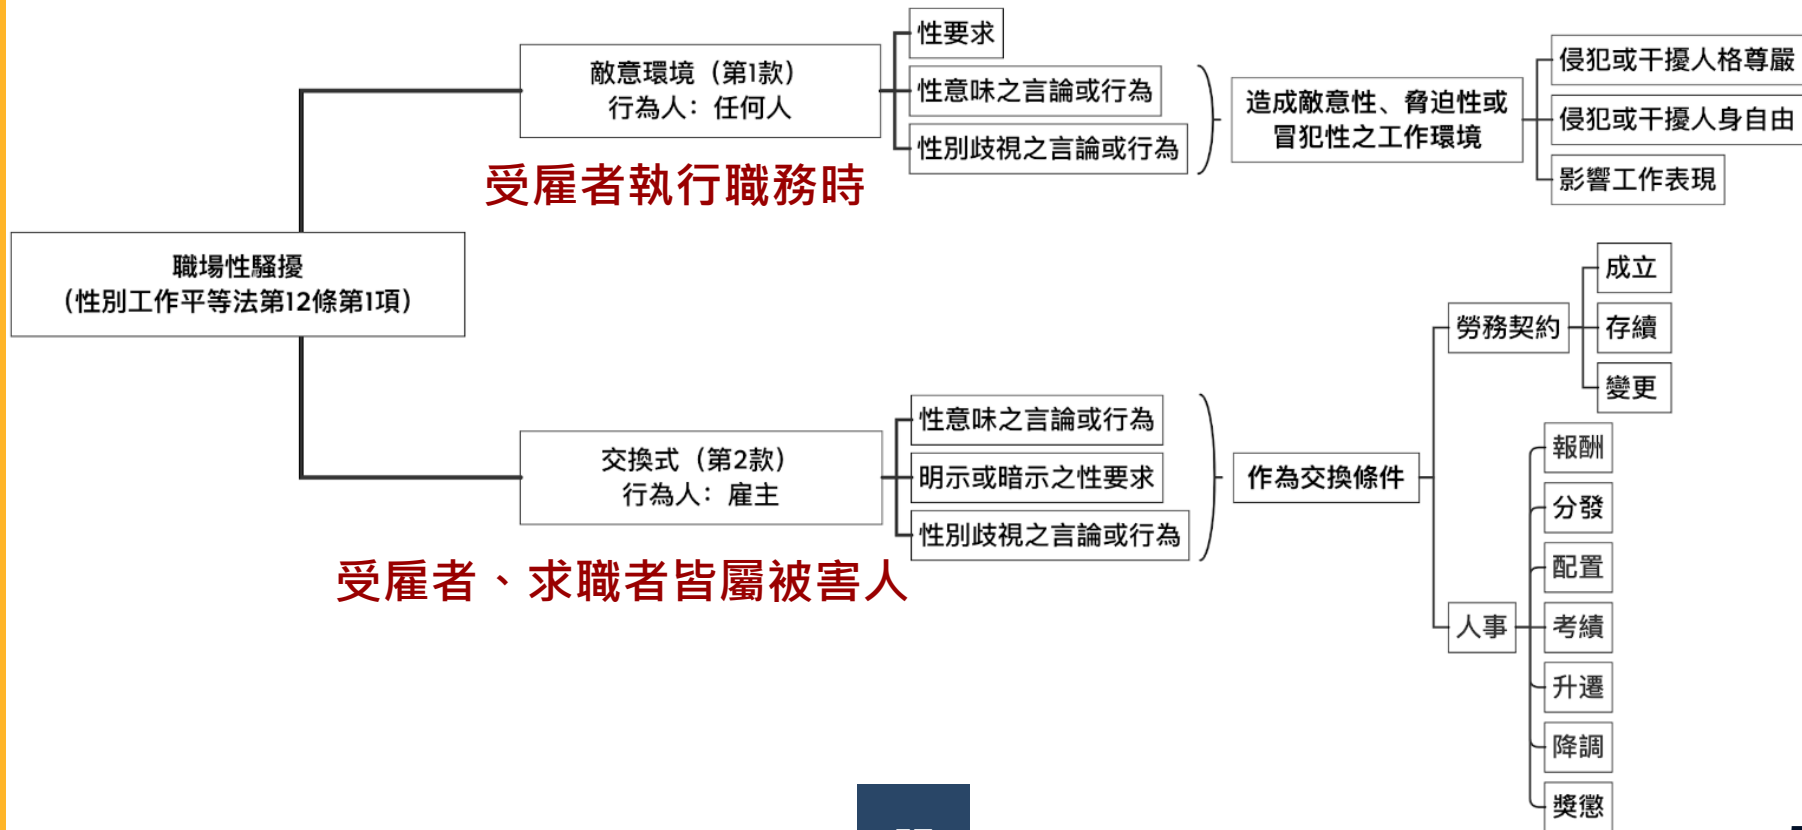 職場性騷擾
（性別工作平等法第12條第1項）
敵意環境（第1款）
行為人：任何人
受雇者執行職務時
性要求
性意味之言論或行為
性別歧視之言論或行為
造成敵意性、脅迫性或
冒犯性之工作環境
侵犯或干擾人格尊嚴
侵犯或干擾人身自由
影響工作表現
交換式（第2款）
行為人：雇主
受雇者、求職者皆屬被害人
性意味之言論或行為
明示或暗示之性要求
性別歧視之言論或行為
作為交換條件
勞務契約
成立
存續
變更
人事
報酬
分發
配置
考績
升遷
降調
獎懲